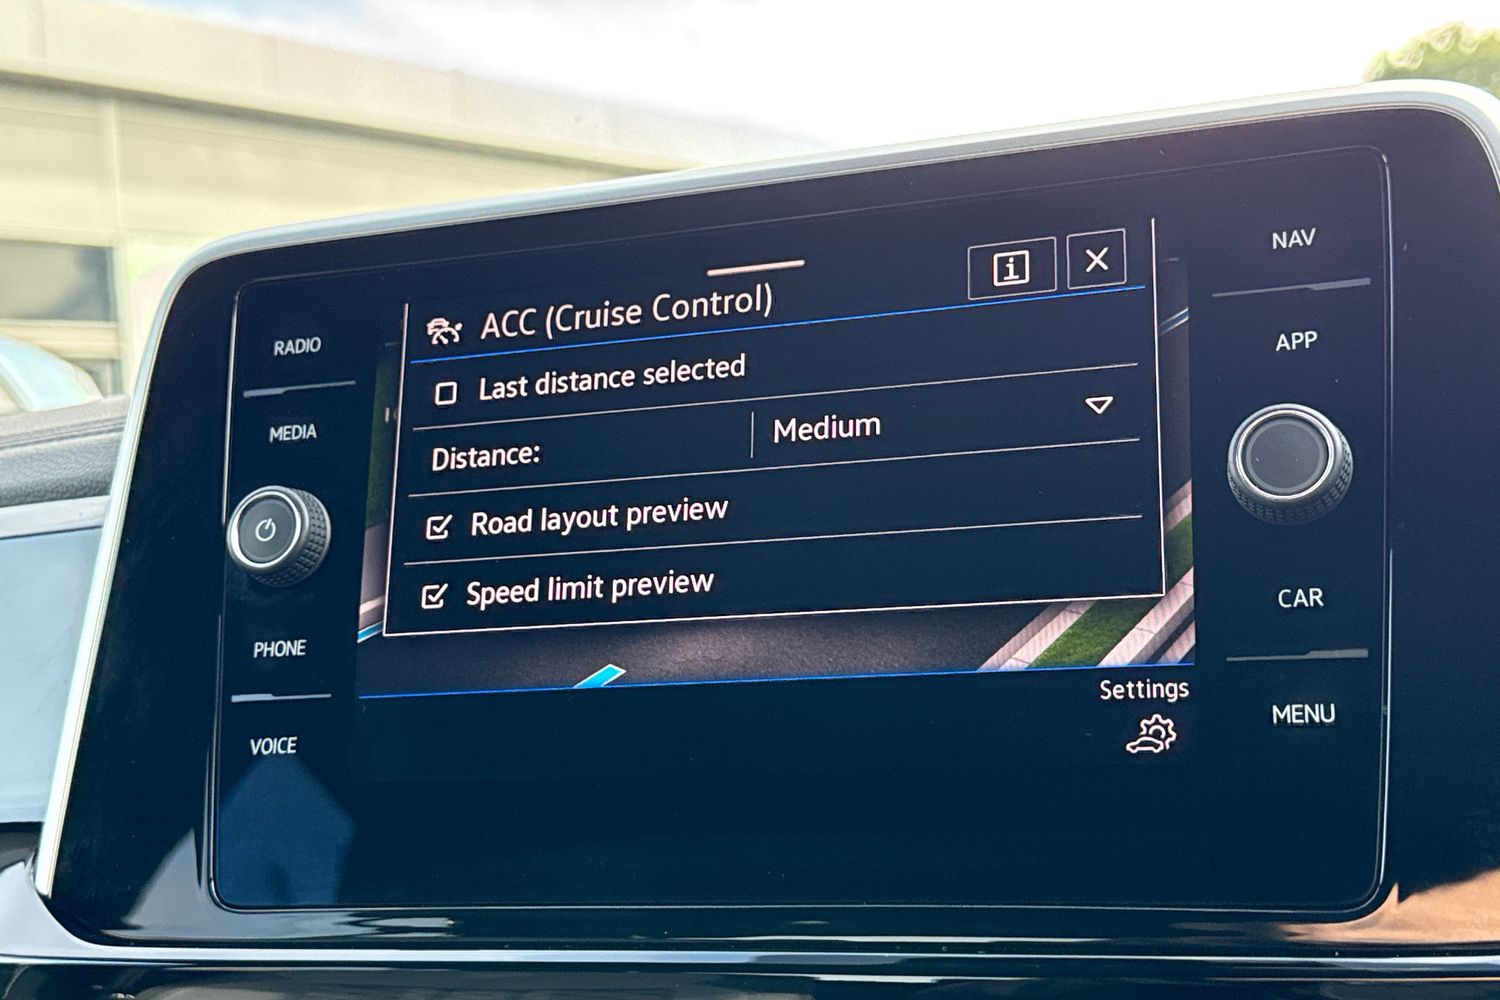 RADIO
MEDIA
PHONE
VOICE
ACC (Cruise Control)
i
Last distance selected
Distance: Medium
Road layout preview
Speed limit preview
Settings
NAV
APP
CAR
MENU